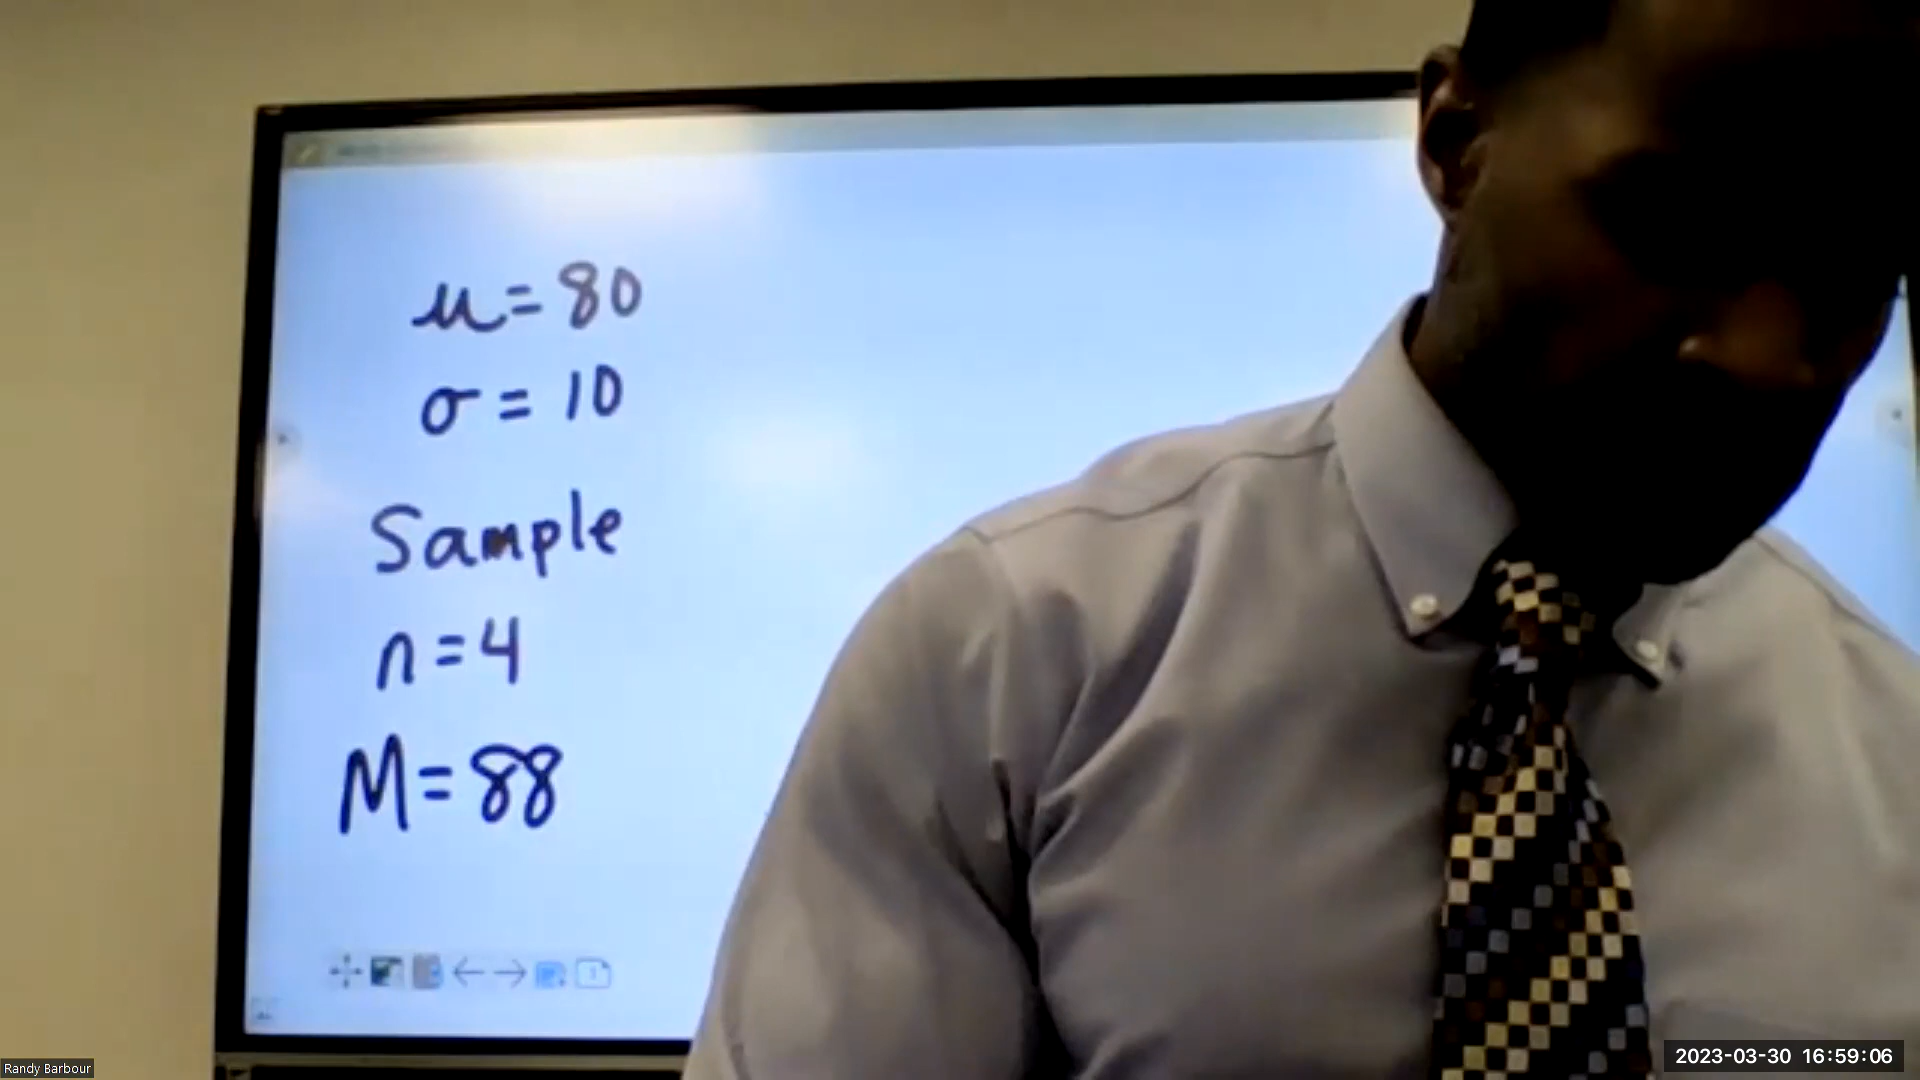 μ = 80
σ = 10
Sample
n = 4
M = 88
Randy Barbour
2023-03-30 16:59:06